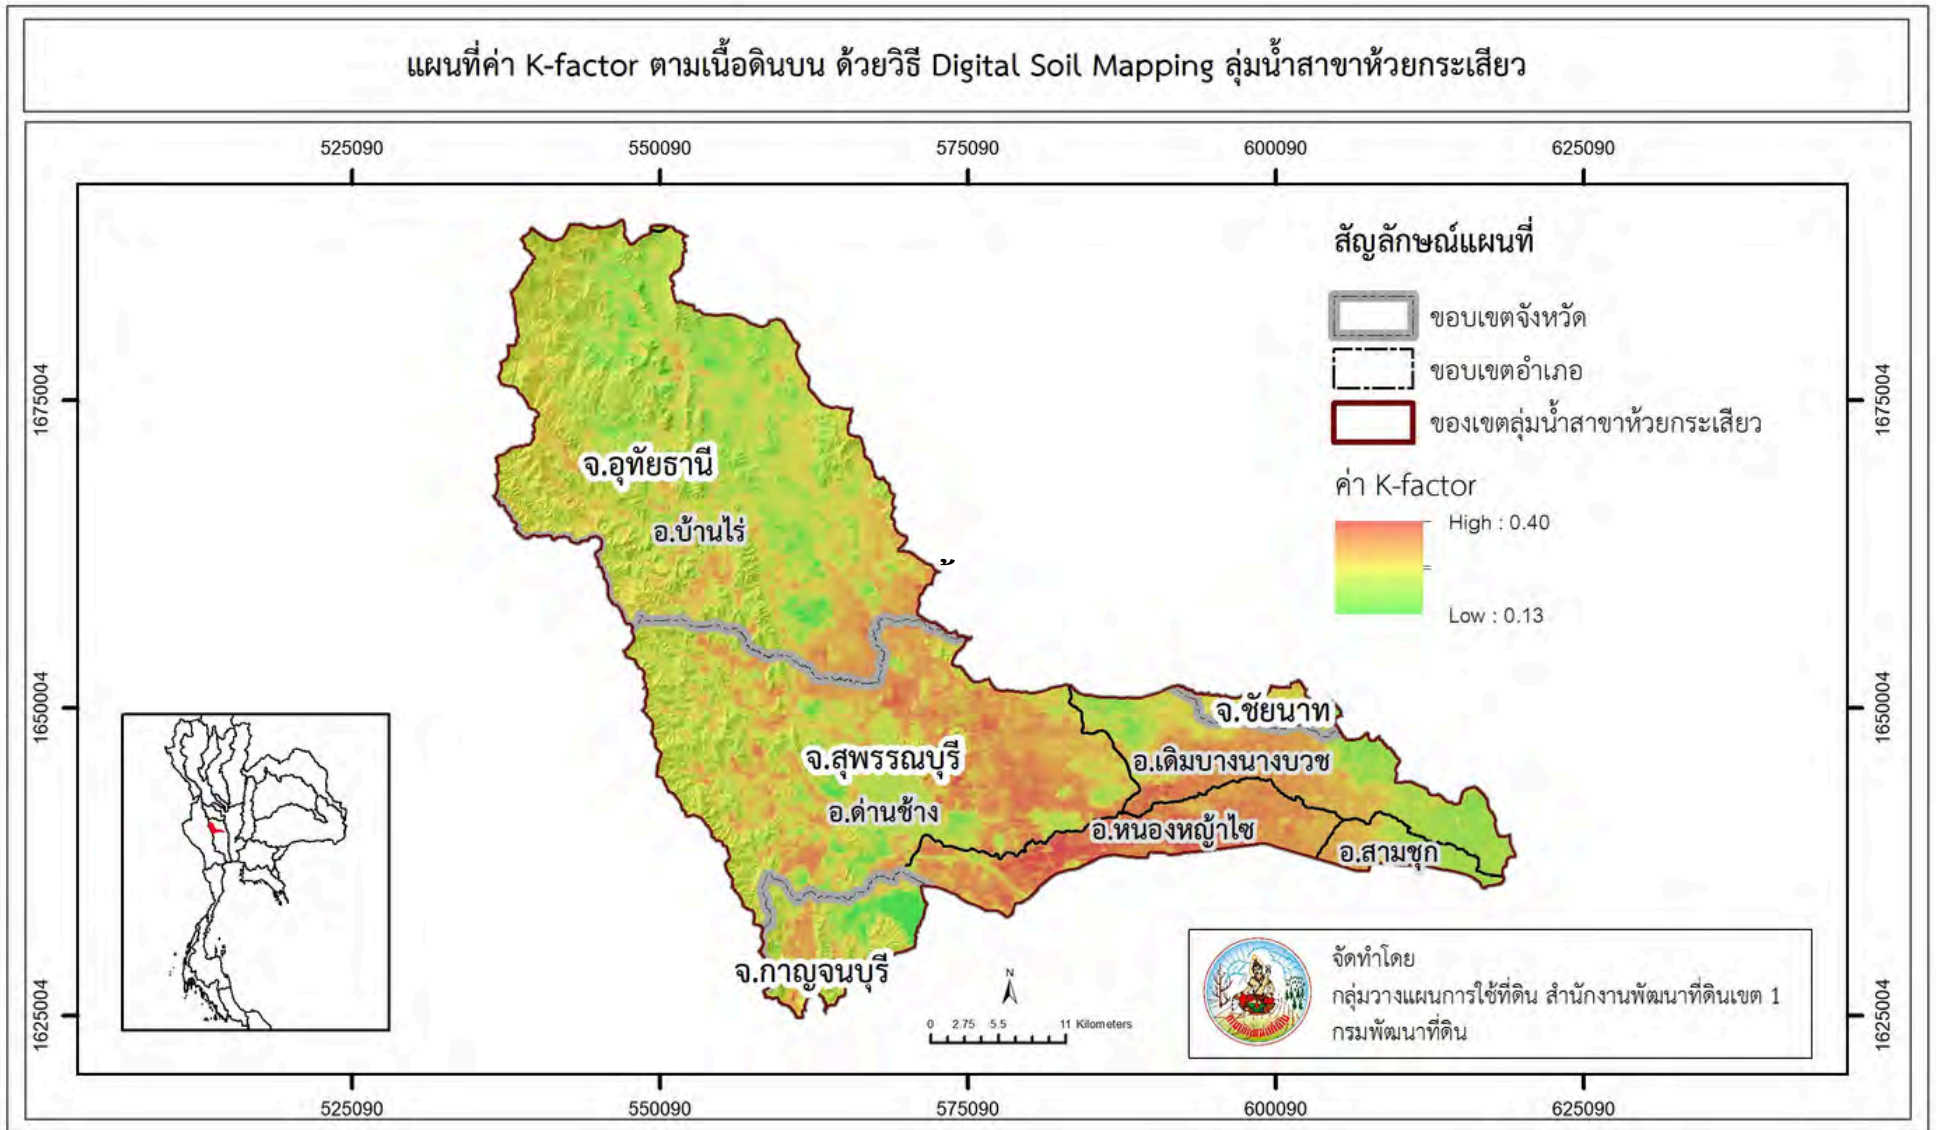 แผนที่ค่า K-factor ตามเนื้อดินบน ด้วยวิธี Digital Soil Mapping ลุ่มน้ำสาขาห้วยกระเสียว
525090 550090 575090 600090 625090
สัญลักษณ์แผนที่
ขอบเขตจังหวัด
ขอบเขตอำเภอ
ของเขตลุ่มน้ำสาขาห้วยกระเสียว
ค่า K-factor
High : 0.40
Low : 0.13
1675004 1675004
1650004 1650004
1625004 1625004
จ.อุทัยธานี
อ.บ้านไร่
จ.ชัยนาท
จ.สุพรรณบุรี
อ.เดิมบางนางบวช
อ.ด่านช้าง
อ.หนองหญ้าไซ
อ.สามชุก
จ.กาญจนบุรี
N
0 2.75 5.5 11 Kilometers
จัดทำโดย
กลุ่มวางแผนการใช้ที่ดิน สำนักงานพัฒนาที่ดินเขต 1
กรมพัฒนาที่ดิน
525090 550090 575090 600090 625090